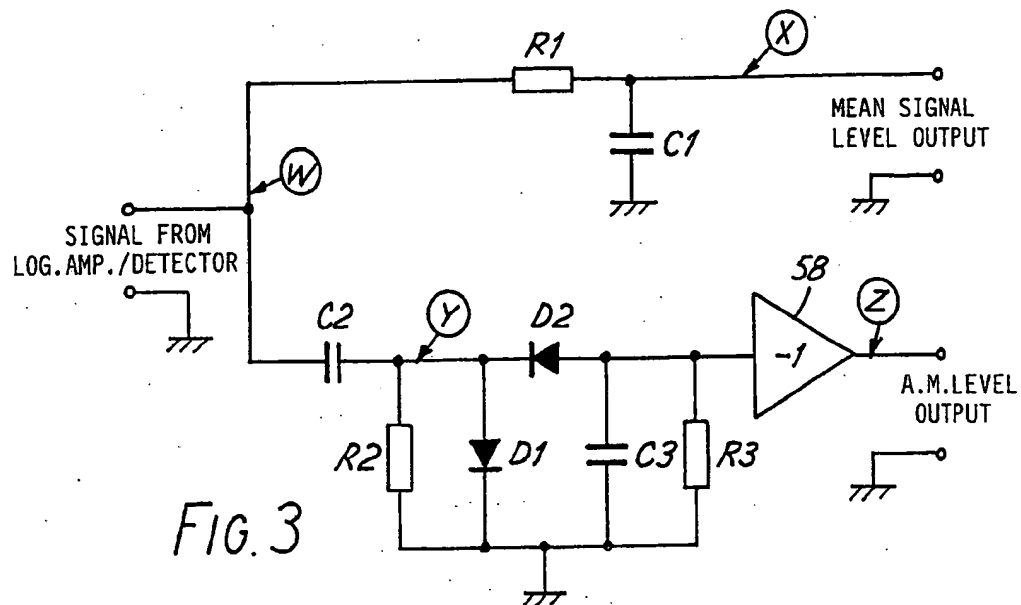 R1
X
MEAN SIGNAL
LEVEL OUTPUT
C1
W
SIGNAL FROM
LOG.AMP./DETECTOR
58
C2
Y
D2
Z
-1
A.M.LEVEL
OUTPUT
R2
D1
C3
R3
FIG. 3